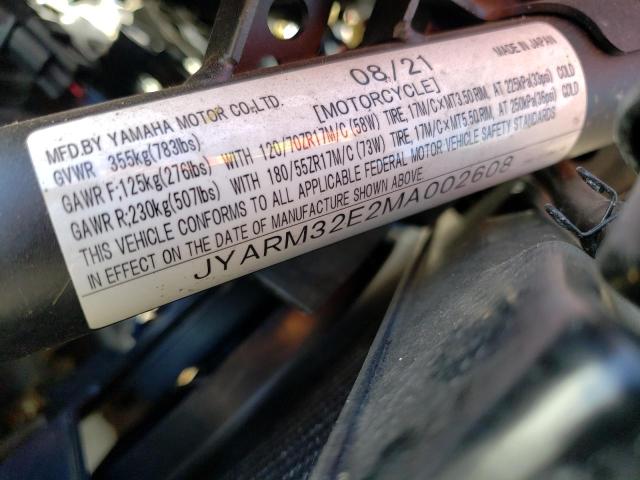 08/21
MADE IN JAPAN
MFD.BY YAMAHA MOTOR CO.,LTD. [MOTORCYCLE]
GVWR 355kg(783lbs)
GAWR F;125kg(276lbs) WITH 120/70ZR17M/C (58W) TIRE, 17M/C×MT3.50 RIM, AT 225kPa(33psi) COLD
GAWR R;230kg(507lbs) WITH 180/55ZR17M/C (73W) TIRE, 17M/C×MT5.50 RIM, AT 250kPa(36psi) COLD
THIS VEHICLE CONFORMS TO ALL APPLICABLE FEDERAL MOTOR VEHICLE SAFETY STANDARDS
IN EFFECT ON THE DATE OF MANUFACTURE SHOWN ABOVE.
JYARM32E2MA002608